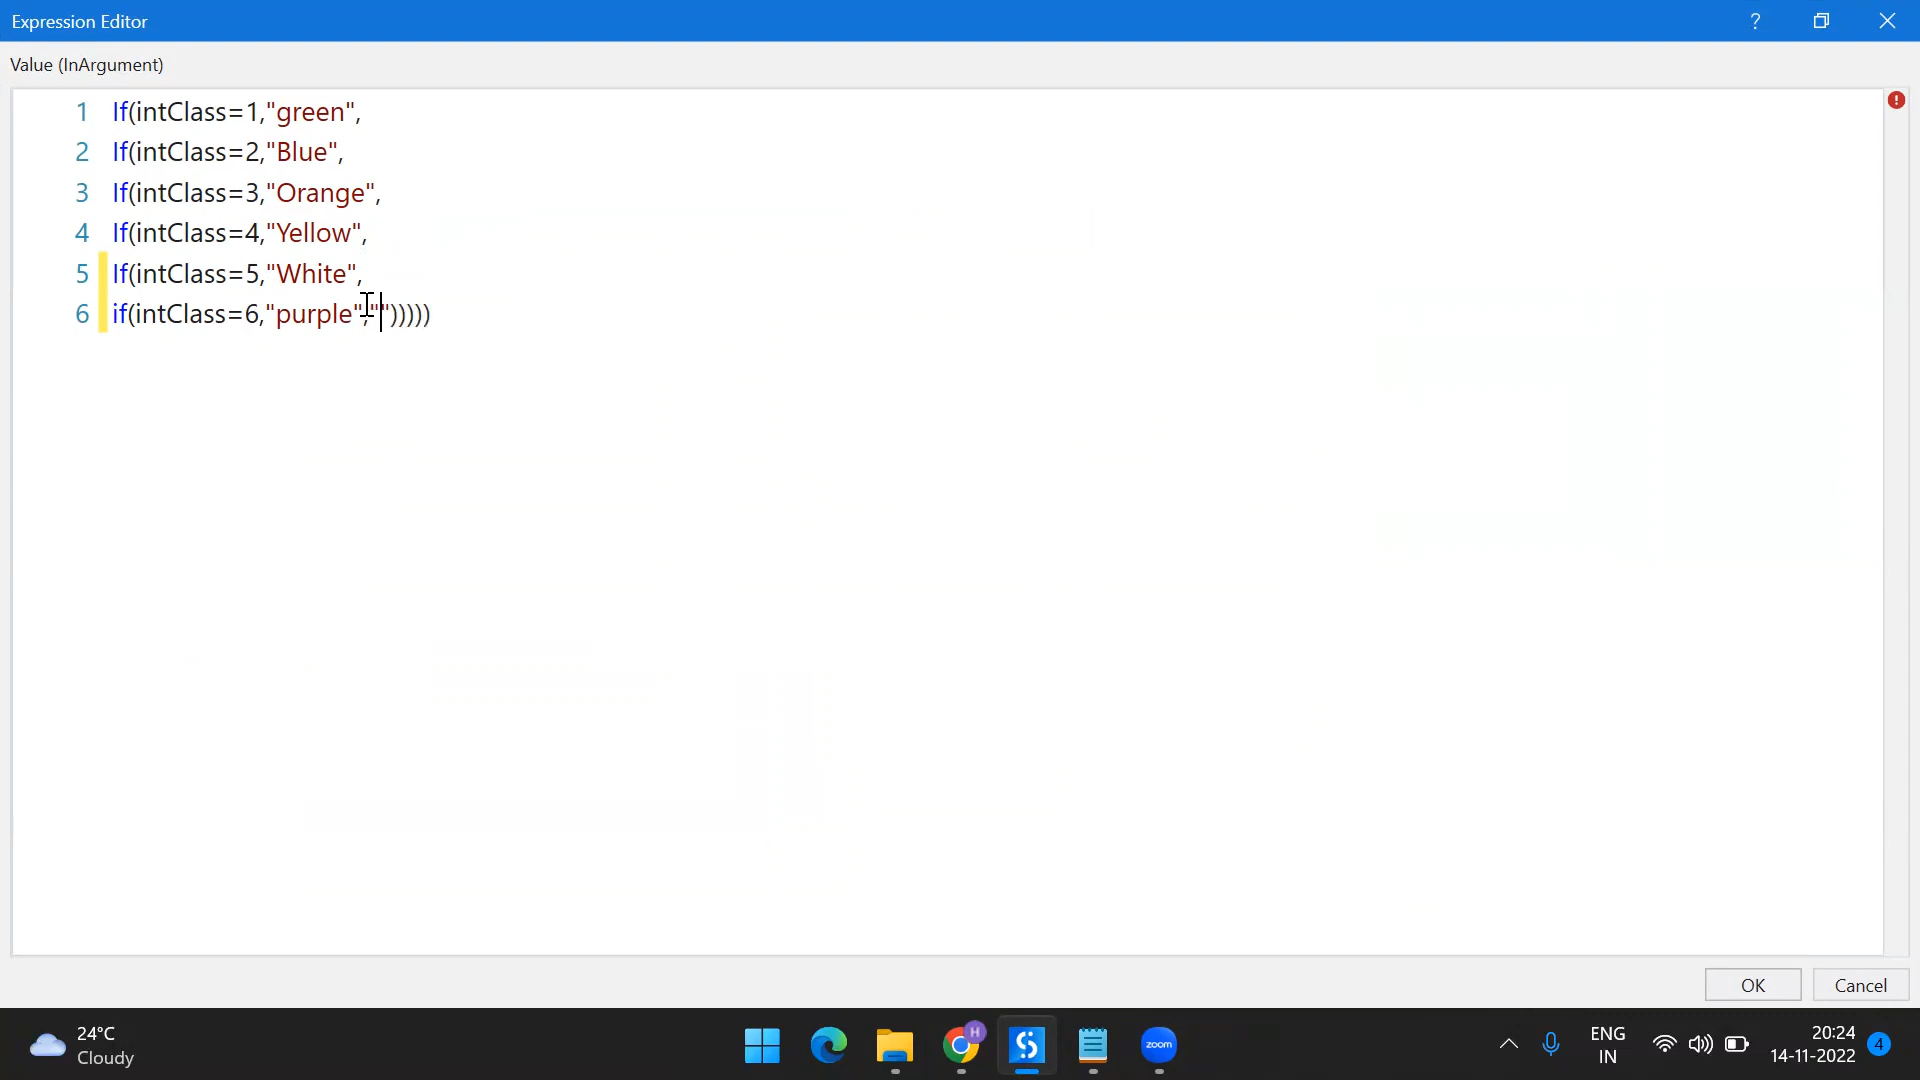 Expression Editor
?
Value (InArgument)
1 If(intClass=1,"green",
2 If(intClass=2,"Blue",
3 If(intClass=3,"Orange",
4 If(intClass=4,"Yellow",
5 If(intClass=5,"White",
6 if(intClass=6,"purple","")))))
OK
Cancel
24°C
Cloudy
H
zoom
ENG
IN
20:24
14-11-2022
4